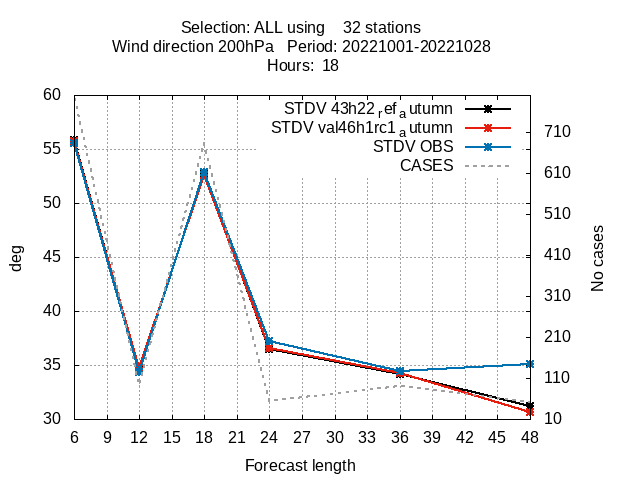 Selection: ALL using    32 stations
Wind direction 200hPa   Period: 20221001-20221028
Hours:  18
STDV 43h22refautumn
STDV val46h1rc1autumn
STDV OBS
CASES
60
55
50
45
40
35
30
deg
710
610
510
410
310
210
110
10
No cases
6 9 12 15 18 21 24 27 30 33 36 39 42 45 48
Forecast length